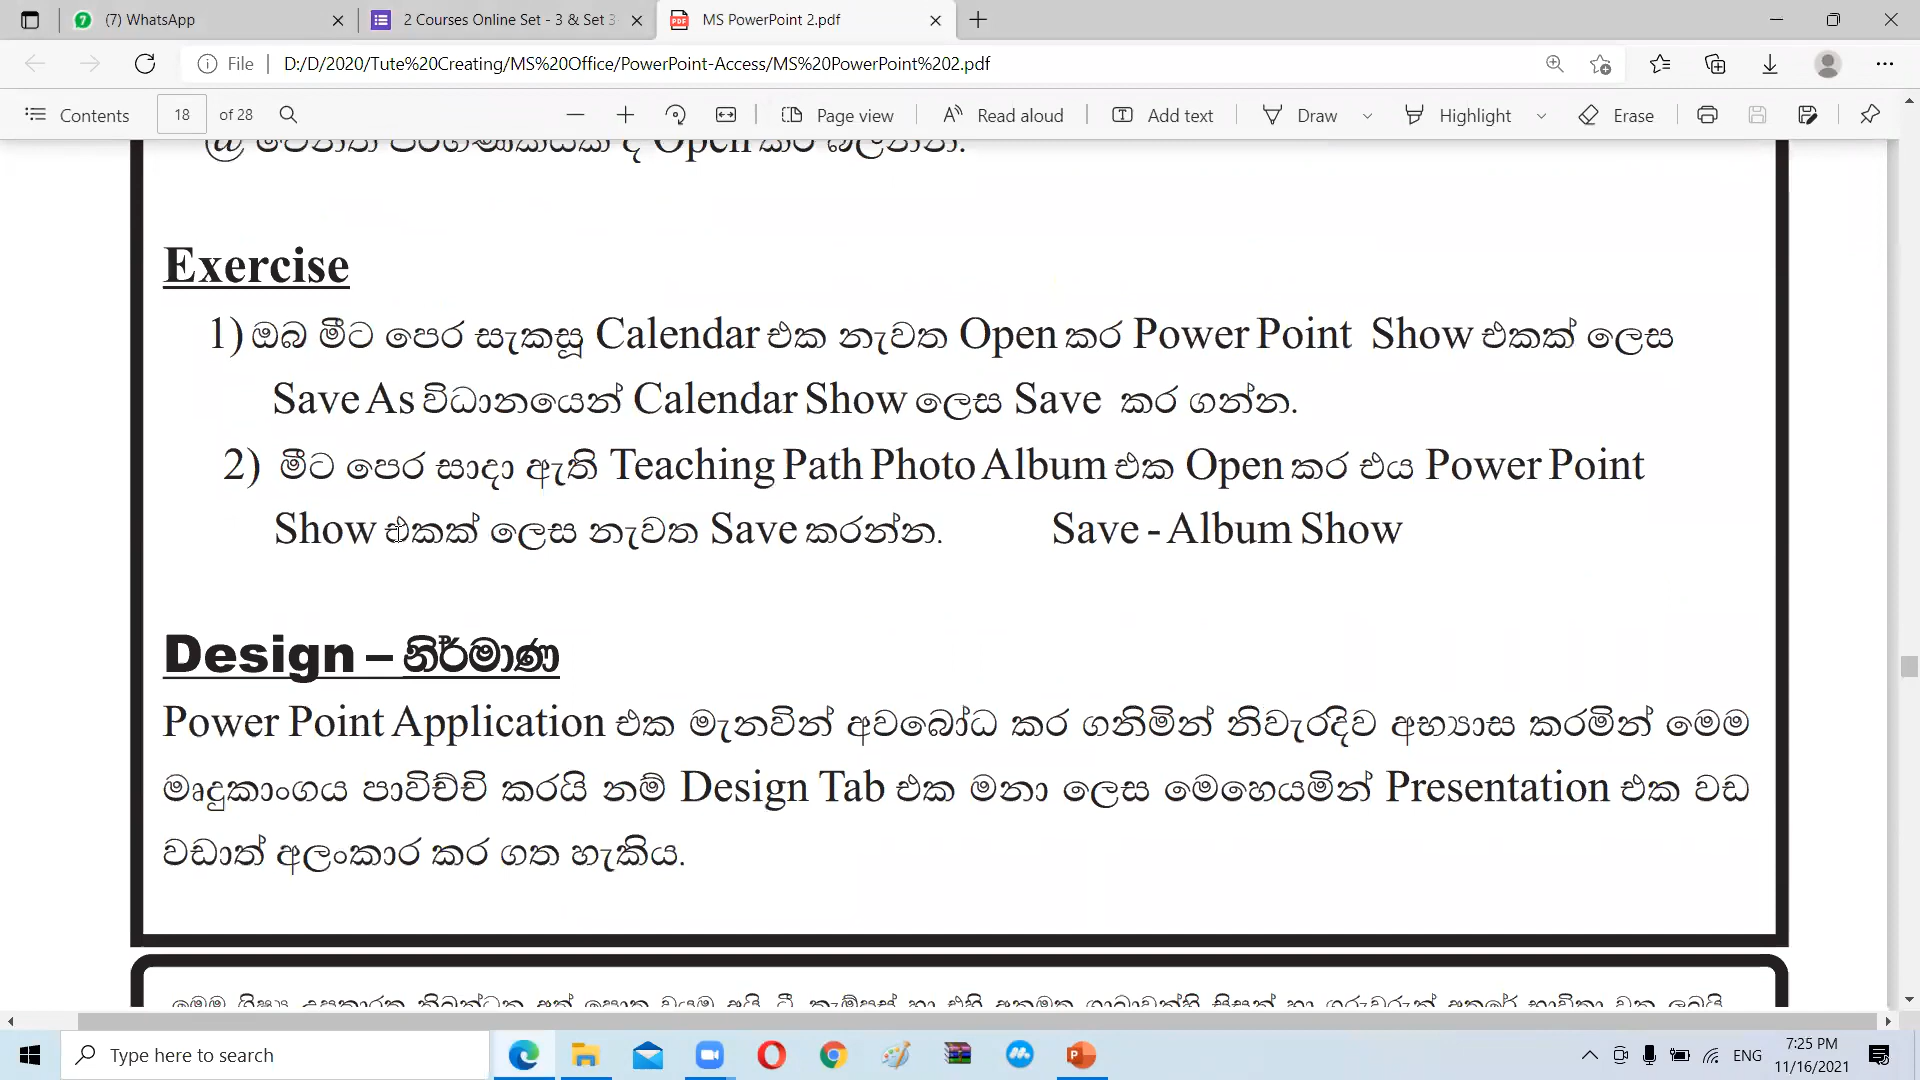 (7) WhatsApp
2 Courses Online Set - 3 & Set 3
MS PowerPoint 2.pdf
File
D:/D/2020/Tute%20Creating/MS%20Office/PowerPoint-Access/MS%20PowerPoint%202.pdf
Contents
18
of 28
Page view
Read aloud
Add text
Draw
Highlight
Erase
@ වෙනත් පරිගණකයක ද Open කර බලන්න.
Exercise
1) ඔබ මීට පෙර සැකසූ Calendar එක නැවත Open කර Power Point Show එකක් ලෙස
Save As විධානයෙන් Calendar Show ලෙස Save කර ගන්න.
2) මීට පෙර සාදා ඇති Teaching Path Photo Album එක Open කර එය Power Point
Show එකක් ලෙස නැවත Save කරන්න. Save - Album Show
Design – නිර්මාණ
Power Point Application එක මැනවින් අවබෝධ කර ගනිමින් නිවැරදිව අභ්‍යාස කරමින් මෙම
මෘදුකාංගය පාවිච්චි කරයි නම් Design Tab එක මනා ලෙස මෙහෙයමින් Presentation එක වඩ
වඩාත් අලංකාර කර ගත හැකිය.
Type here to search
ENG
7:25 PM
11/16/2021